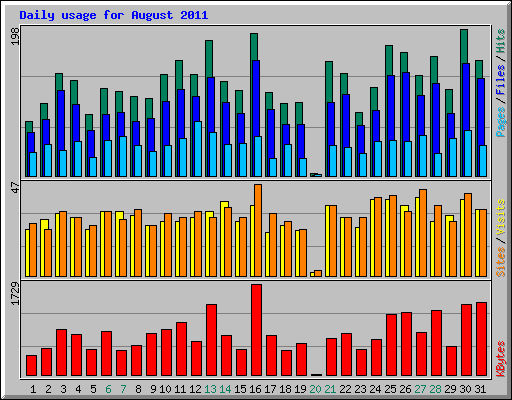 Daily usage for August 2011
198
Pages / Files / Hits
47
Sites / Visits
1729
KBytes
1 2 3 4 5 6 7 8 9 10 11 12 13 14 15 16 17 18 19 20 21 22 23 24 25 26 27 28 29 30 31